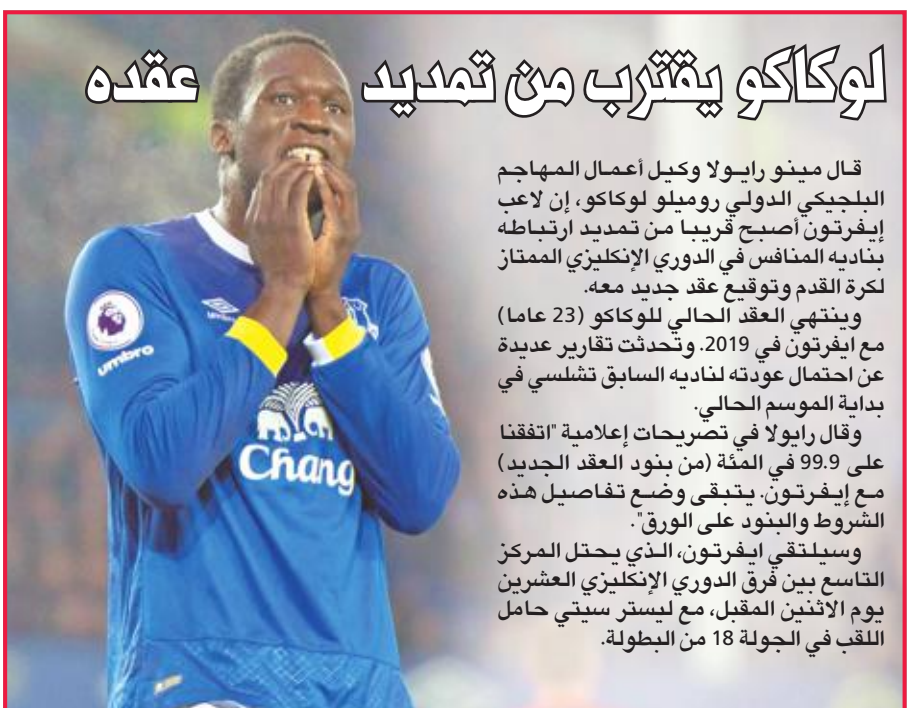 لوكاكو يقترب من تمديد عقده
قال مينو رايولا وكيل أعمال المهاجم
البلجيكي الدولي روميلو لوكاكو، إن لاعب
إيفرتون أصبح قريبا من تمديد ارتباطه
بناديه المنافس في الدوري الإنكليزي الممتاز
لكرة القدم وتوقيع عقد جديد معه.
وينتهي العقد الحالي للوكاكو (23 عاما)
مع ايفرتون في 2019. وتحدثت تقارير عديدة
عن احتمال عودته لناديه السابق تشلسي في
بداية الموسم الحالي.
وقال رايولا في تصريحات إعلامية "اتفقنا
على 99.9 في المئة (من بنود العقد الجديد)
مع إيفرتون. يتبقى وضع تفاصيل هذه
الشروط والبنود على الورق".
وسيلتقي ايفرتون، الذي يحتل المركز
التاسع بين فرق الدوري الإنكليزي العشرين
يوم الاثنين المقبل، مع ليستر سيتي حامل
اللقب في الجولة 18 من البطولة.
umbro
Chang